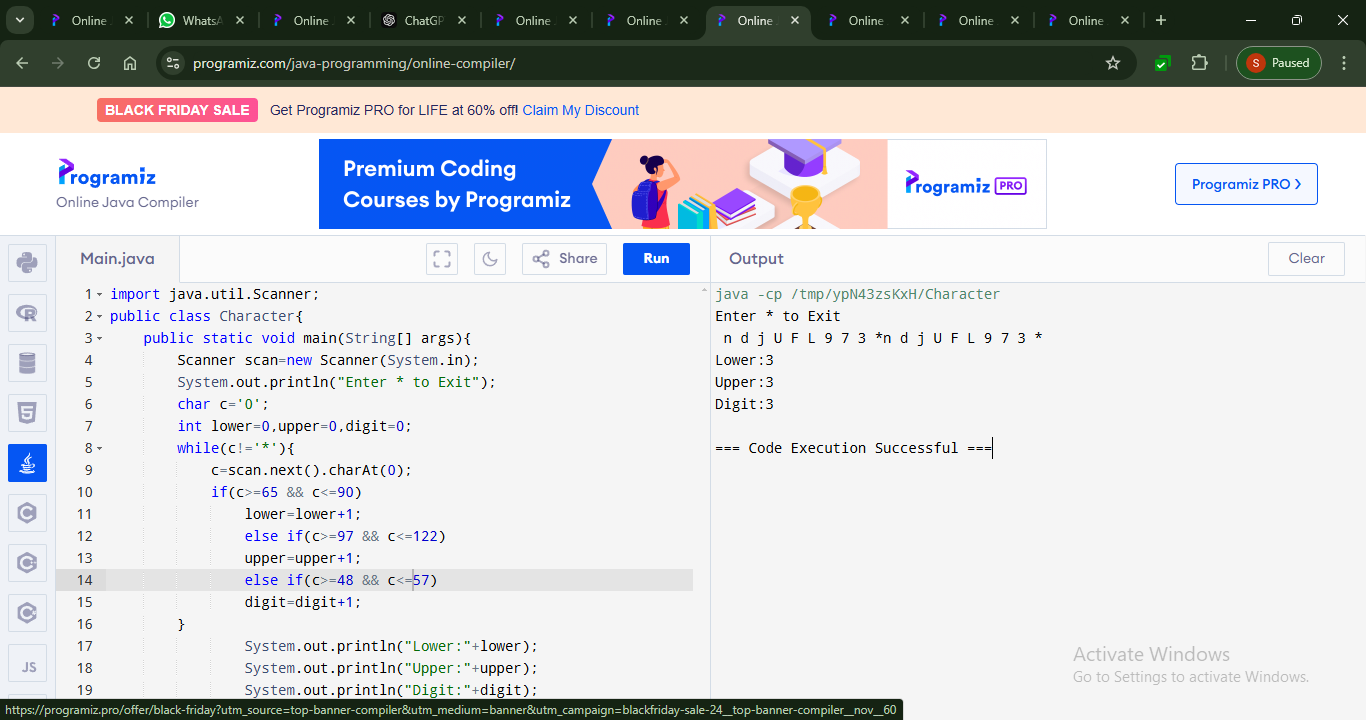 Online J
WhatsA
Online J
ChatGP
Online J
Online J
Online J
Online J
Online J
Online J
programiz.com/java-programming/online-compiler/
S Paused
BLACK FRIDAY SALE Get Programiz PRO for LIFE at 60% off! Claim My Discount
Programiz
Online Java Compiler
Premium Coding
Courses by Programiz
Programiz PRO
Programiz PRO >
Main.java
Share
Run
Output
Clear
1 import java.util.Scanner;
2 public class Character{
3 public static void main(String[] args){
4 Scanner scan=new Scanner(System.in);
5 System.out.println("Enter * to Exit");
6 char c='0';
7 int lower=0,upper=0,digit=0;
8 while(c!='*'){
9 c=scan.next().charAt(0);
10 if(c>=65 && c<=90)
11 lower=lower+1;
12 else if(c>=97 && c<=122)
13 upper=upper+1;
14 else if(c>=48 && c<=57)
15 digit=digit+1;
16 }
17 System.out.println("Lower:"+lower);
18 System.out.println("Upper:"+upper);
19 System.out.println("Digit:"+digit);
java -cp /tmp/ypN43zsKxH/Character
Enter * to Exit
n d j U F L 9 7 3 *n d j U F L 9 7 3 *
Lower:3
Upper:3
Digit:3
=== Code Execution Successful ===
JS
Activate Windows
Go to Settings to activate Windows.
https://programiz.pro/offer/black-friday?utm_source=top-banner-compiler&utm_medium=banner&utm_campaign=blackfriday-sale-24__top-banner-compiler__nov__60